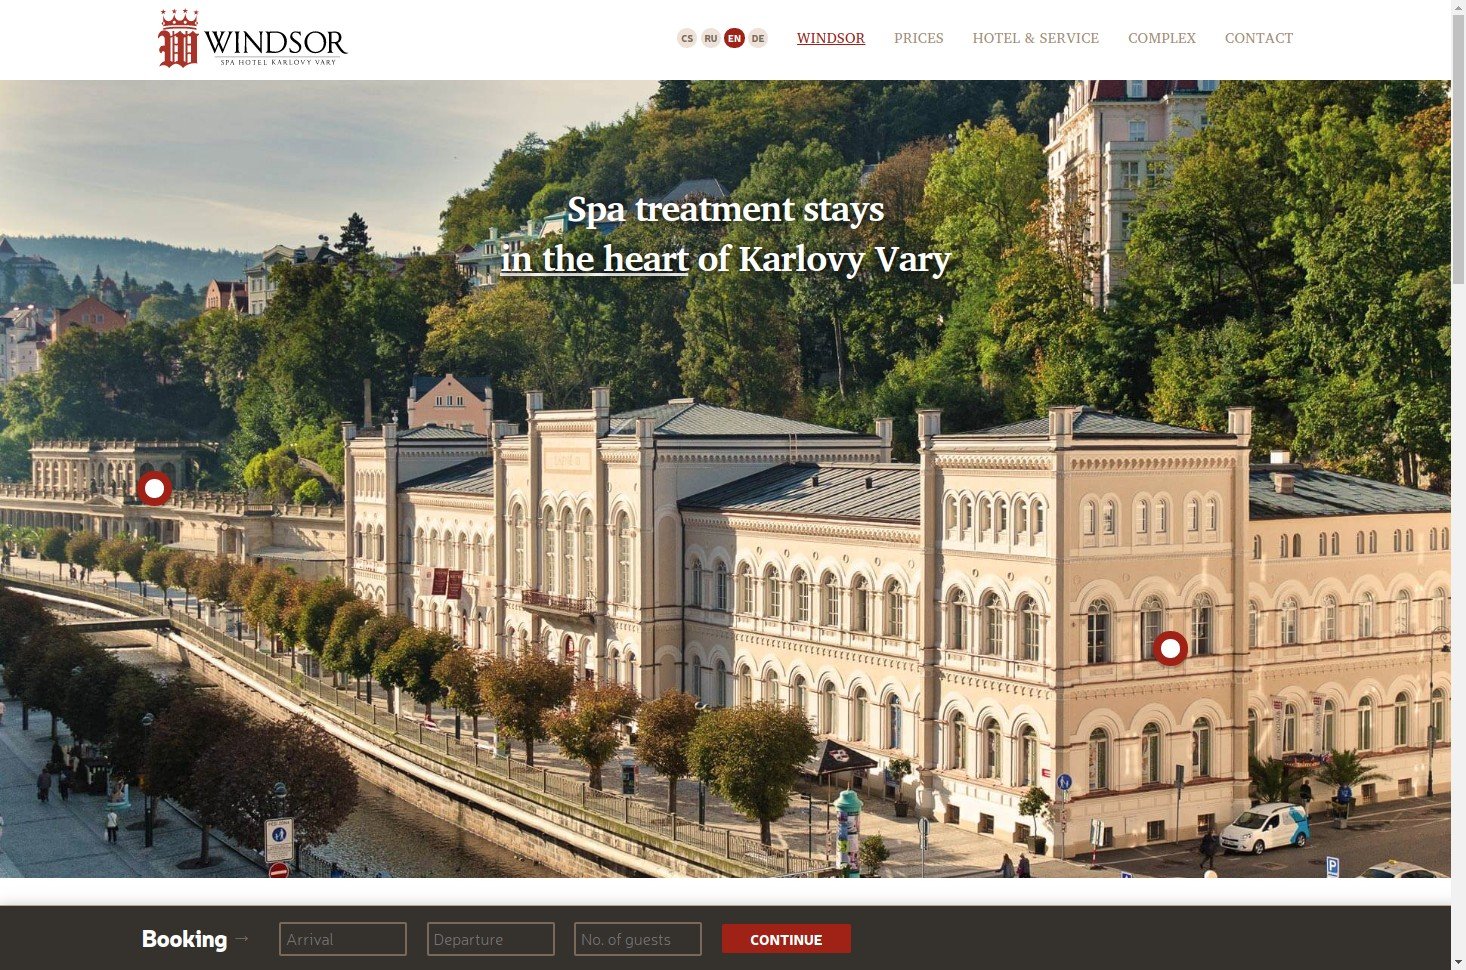 WINDSOR
SPA HOTEL KARLOVY VARY
CS RU EN DE
WINDSOR PRICES HOTEL & SERVICE COMPLEX CONTACT
Spa treatment stays
in the heart of Karlovy Vary
P
Booking →
Arrival
Departure
No. of guests
CONTINUE